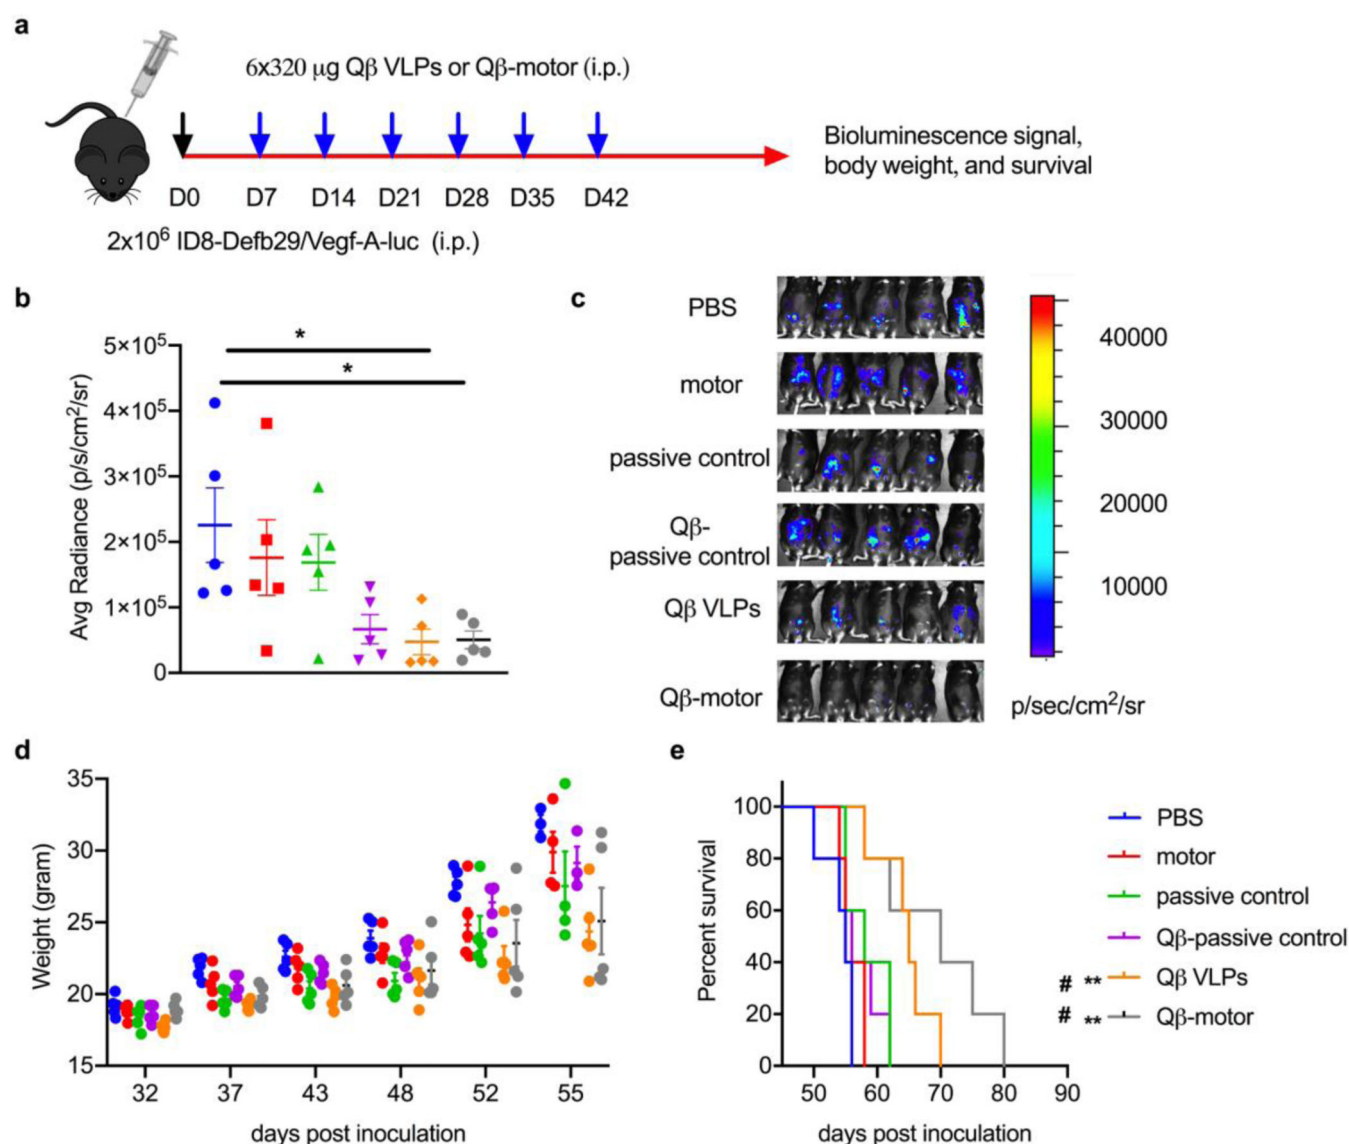 a
6x320 μg Qβ VLPs or Qβ-motor (i.p.)
D0 D7 D14 D21 D28 D35 D42
2x10⁶ ID8-Defb29/Vegf-A-luc (i.p.)
Bioluminescence signal,
body weight, and survival
b
Avg Radiance (p/s/cm²/sr)
5×10⁵
4×10⁵
3×10⁵
2×10⁵
1×10⁵
0
*
*
c
PBS
motor
passive control
Qβ-
passive control
Qβ VLPs
Qβ-motor
40000
30000
20000
10000
p/sec/cm²/sr
d
Weight (gram)
35
30
25
20
15
32 37 43 48 52 55
days post inoculation
e
Percent survival
100
80
60
40
20
0
50 60 70 80 90
days post inoculation
PBS
motor
passive control
Qβ-passive control
# ** Qβ VLPs
# ** Qβ-motor